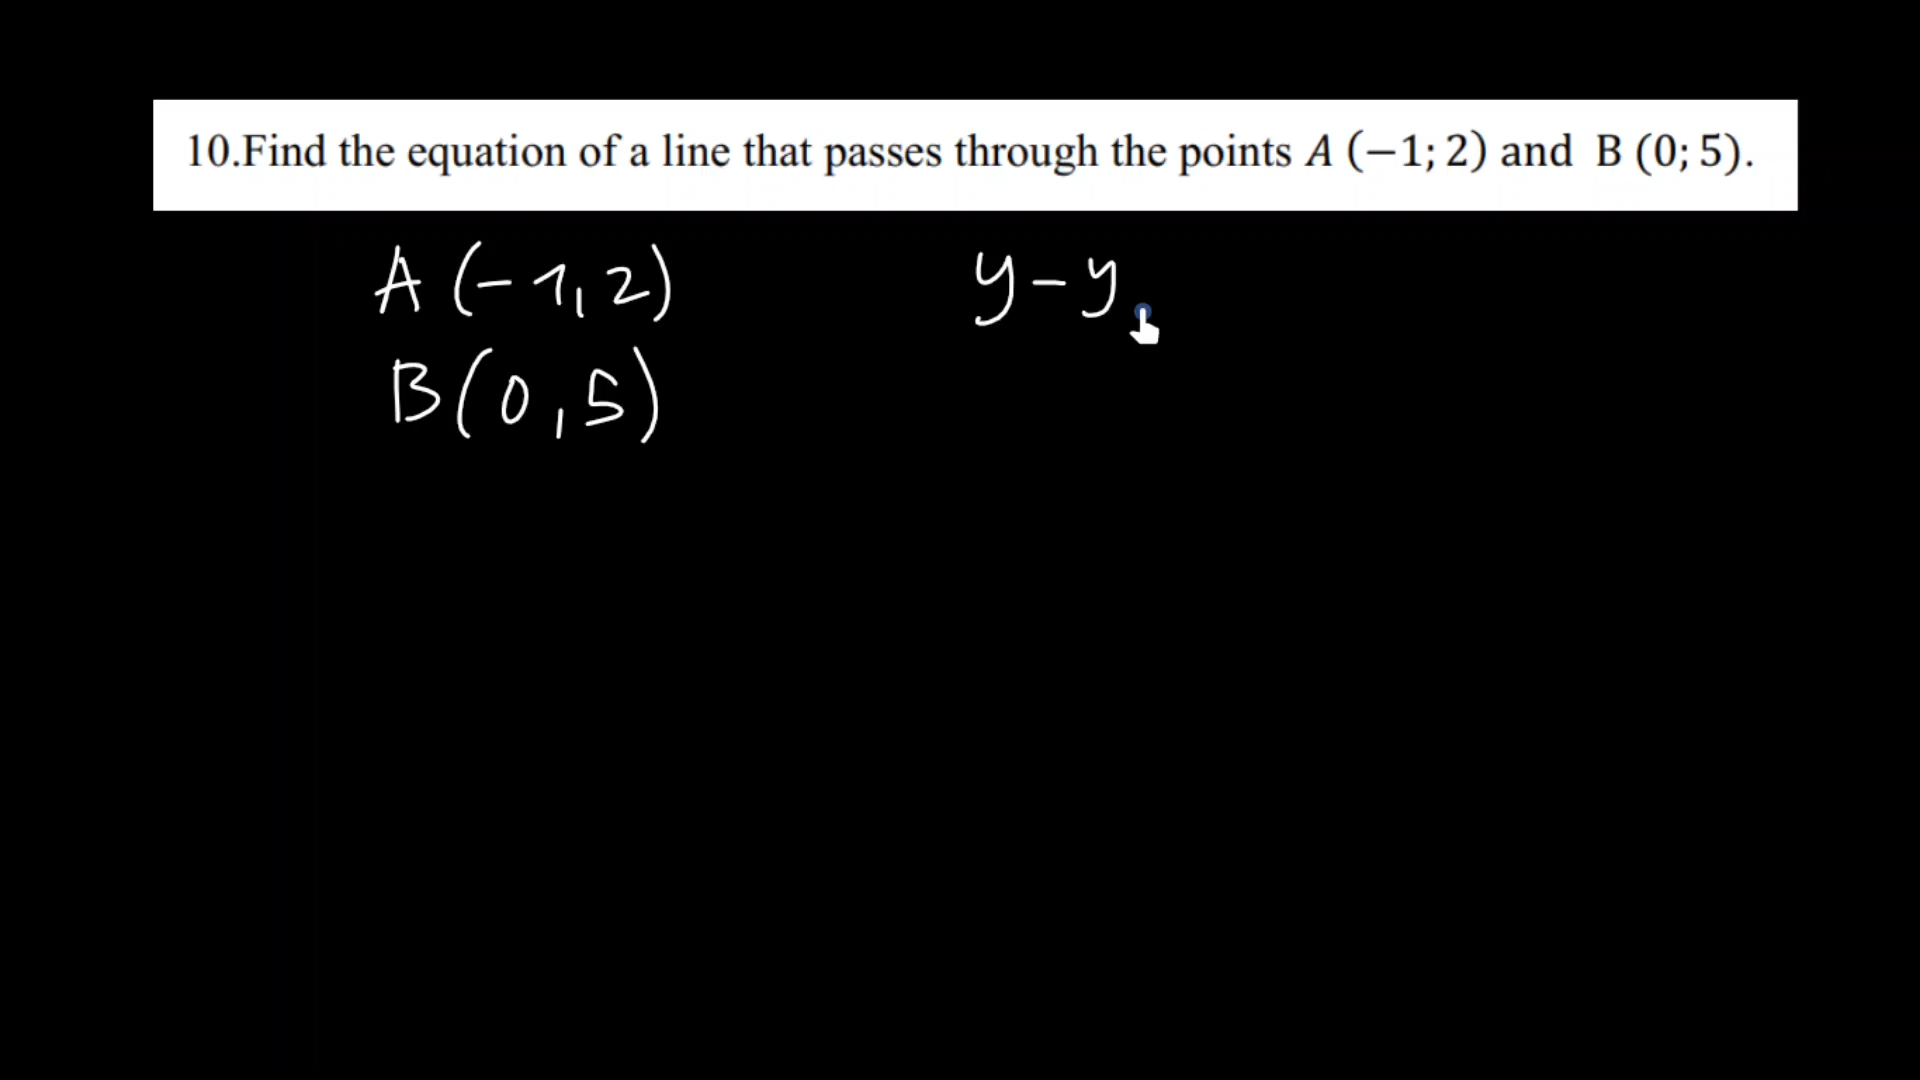 10.Find the equation of a line that passes through the points A (−1; 2) and B (0; 5).
A (-1,2)
y-y
B(0,5)